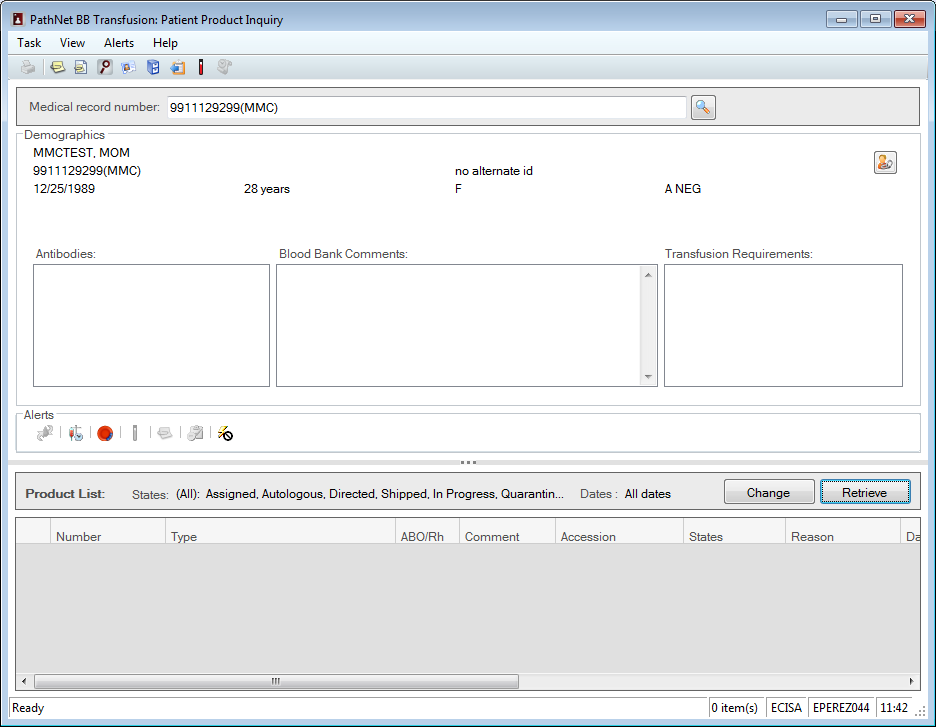 PathNet BB Transfusion: Patient Product Inquiry
Task View Alerts Help
Medical record number: 9911129299(MMC)
Demographics
MMCTEST, MOM
9911129299(MMC) no alternate id
12/25/1989 28 years F A NEG
Antibodies: Blood Bank Comments: Transfusion Requirements:
Alerts
Product List: States: (All): Assigned, Autologous, Directed, Shipped, In Progress, Quarantin... Dates : All dates Change Retrieve
Number Type ABO/Rh Comment Accession States Reason Da
Ready 0 item(s) ECISA EPEREZ044 11:42